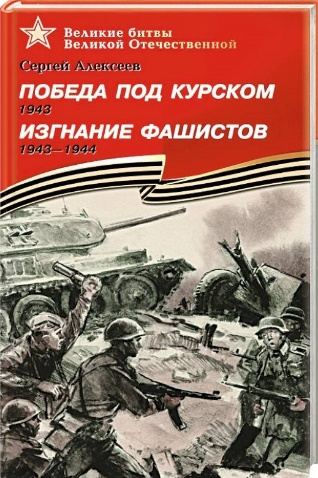 Великие битвы
Великой Отечественной
Сергей Алексеев
ПОБЕДА ПОД КУРСКОМ
1943
ИЗГНАНИЕ ФАШИСТОВ
1943—1944